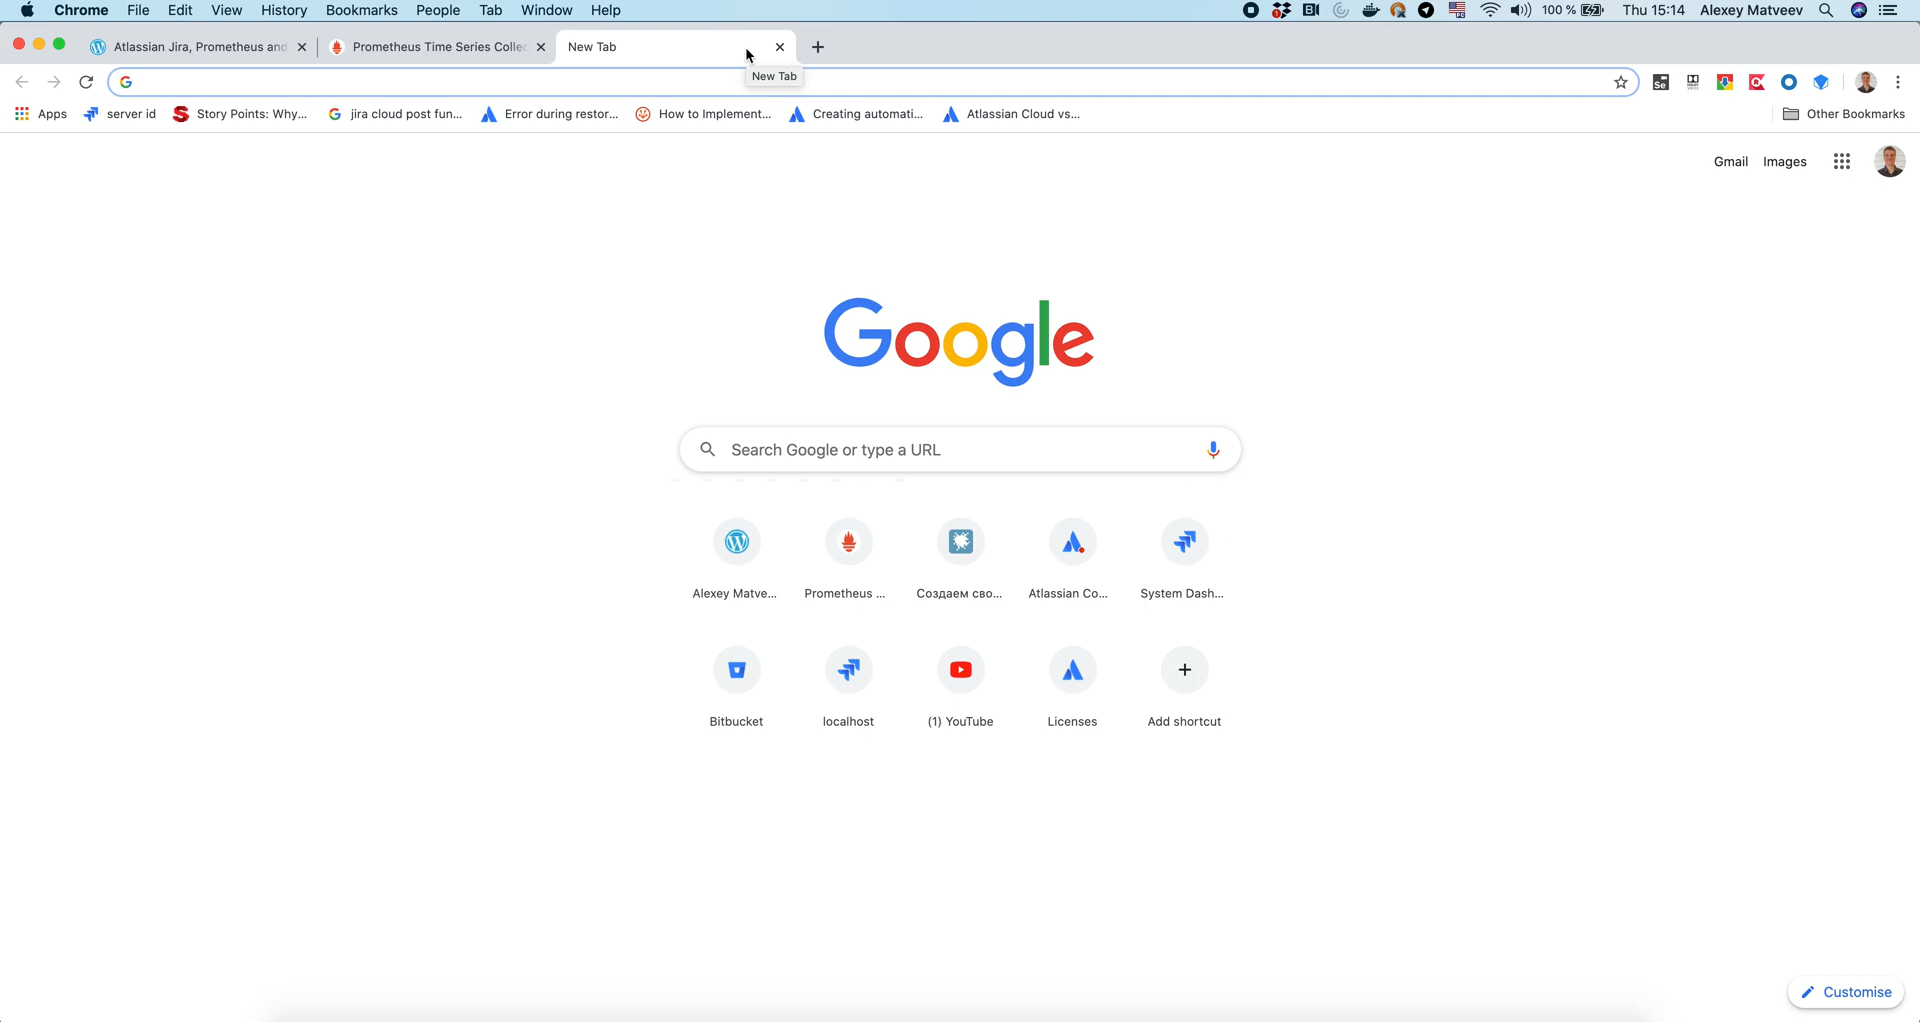 Chrome File Edit View History Bookmarks People Tab Window Help 100 % Thu 15:14 Alexey Matveev
Atlassian Jira, Prometheus and Prometheus Time Series Collec New Tab
New Tab
Apps server id Story Points: Why... jira cloud post fun... Error during restor... How to Implement... Creating automati... Atlassian Cloud vs... Other Bookmarks
Gmail Images
Google
Search Google or type a URL
Alexey Matve... Prometheus ... Создаем сво... Atlassian Co... System Dash...
Bitbucket localhost (1) YouTube Licenses Add shortcut
Customise